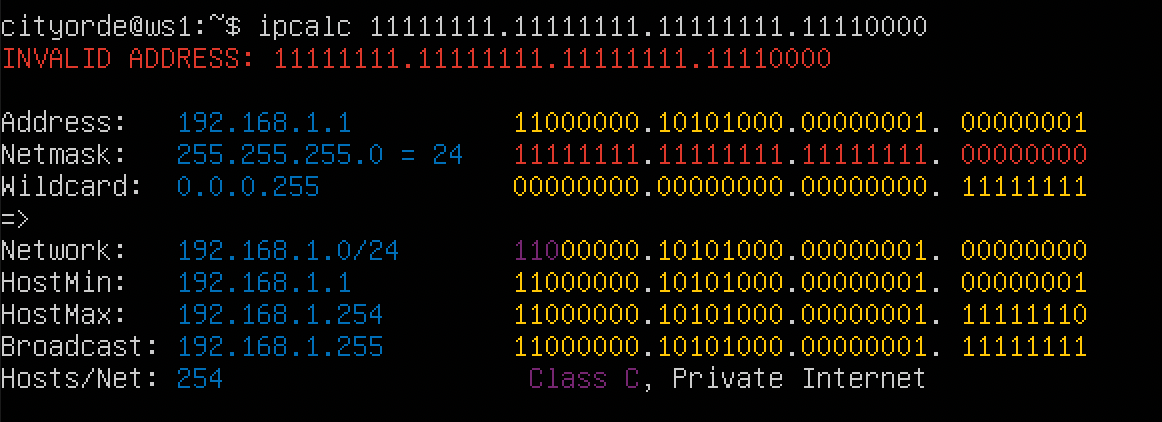 cityorde@ws1:~$ ipcalc 11111111.11111111.11111111.11110000
INVALID ADDRESS: 11111111.11111111.11111111.11110000
Address: 192.168.1.1 11000000.10101000.00000001. 00000001
Netmask: 255.255.255.0 = 24 11111111.11111111.11111111. 00000000
Wildcard: 0.0.0.255 00000000.00000000.00000000. 11111111
=>
Network: 192.168.1.0/24 11000000.10101000.00000001. 00000000
HostMin: 192.168.1.1 11000000.10101000.00000001. 00000001
HostMax: 192.168.1.254 11000000.10101000.00000001. 11111110
Broadcast: 192.168.1.255 11000000.10101000.00000001. 11111111
Hosts/Net: 254 Class C, Private Internet